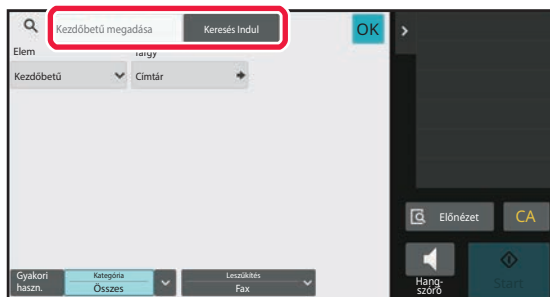 Kezdőbetű megadása
Keresés Indul
OK
Elem
Tárgy
Kezdőbetű
Címtár
Előnézet
CA
Gyakori
haszn.
Kategória
Összes
Leszűkítés
Fax
Hang-
szóró
Start